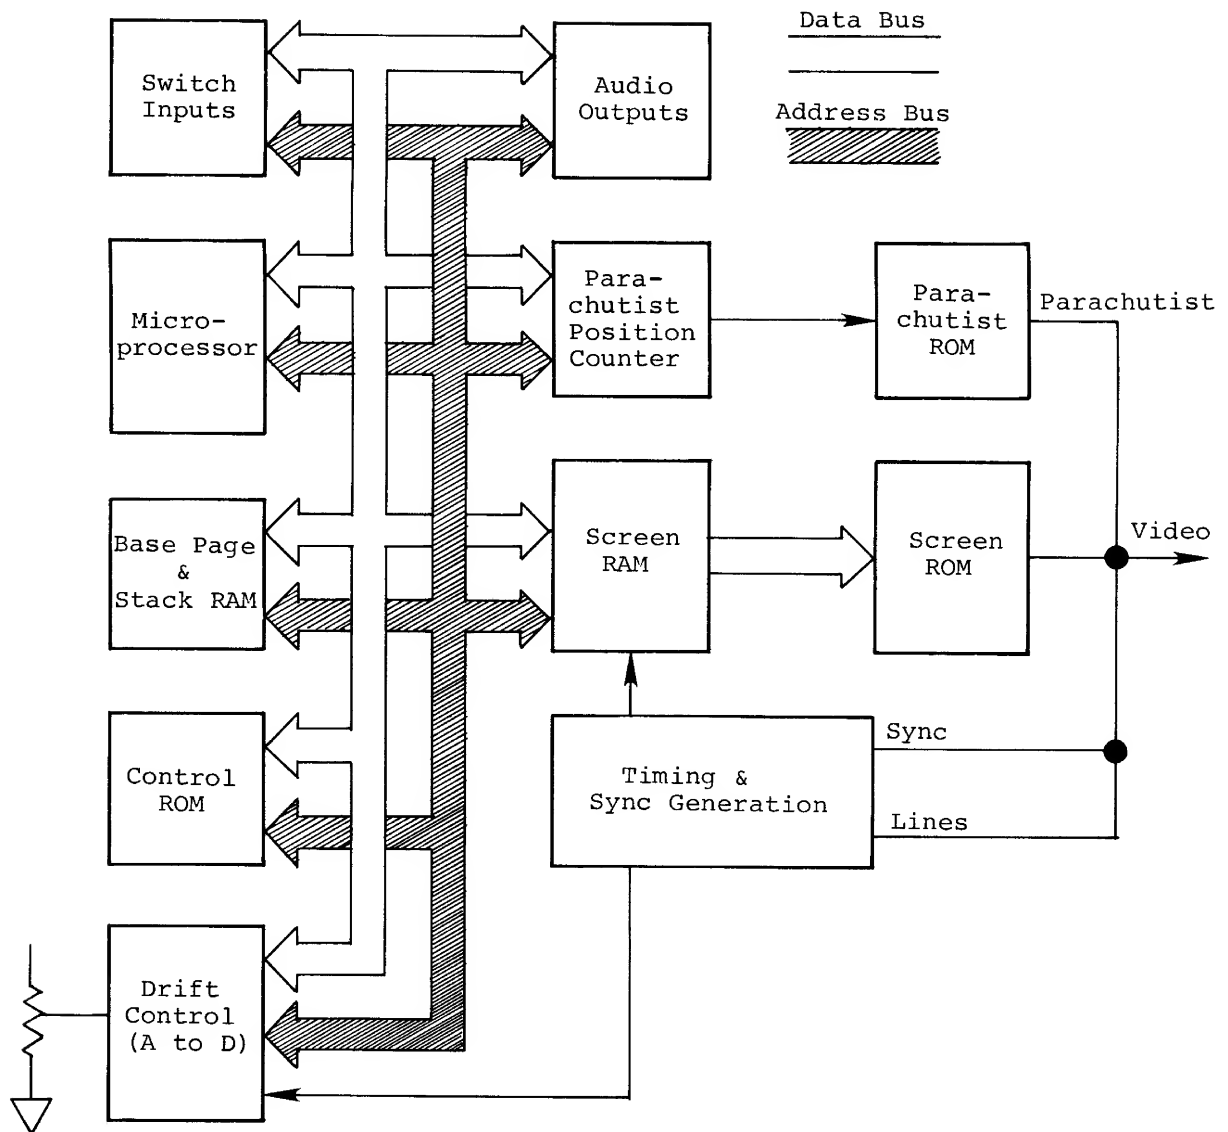 Data Bus
Switch
Inputs
Audio
Outputs
Address Bus
Micro-
processor
Para-
chutist
Position
Counter
Para-
chutist
ROM
Parachutist
Base Page
&
Stack RAM
Screen
RAM
Screen
ROM
Video
Control
ROM
Timing &
Sync Generation
Sync
Lines
Drift
Control
(A to D)